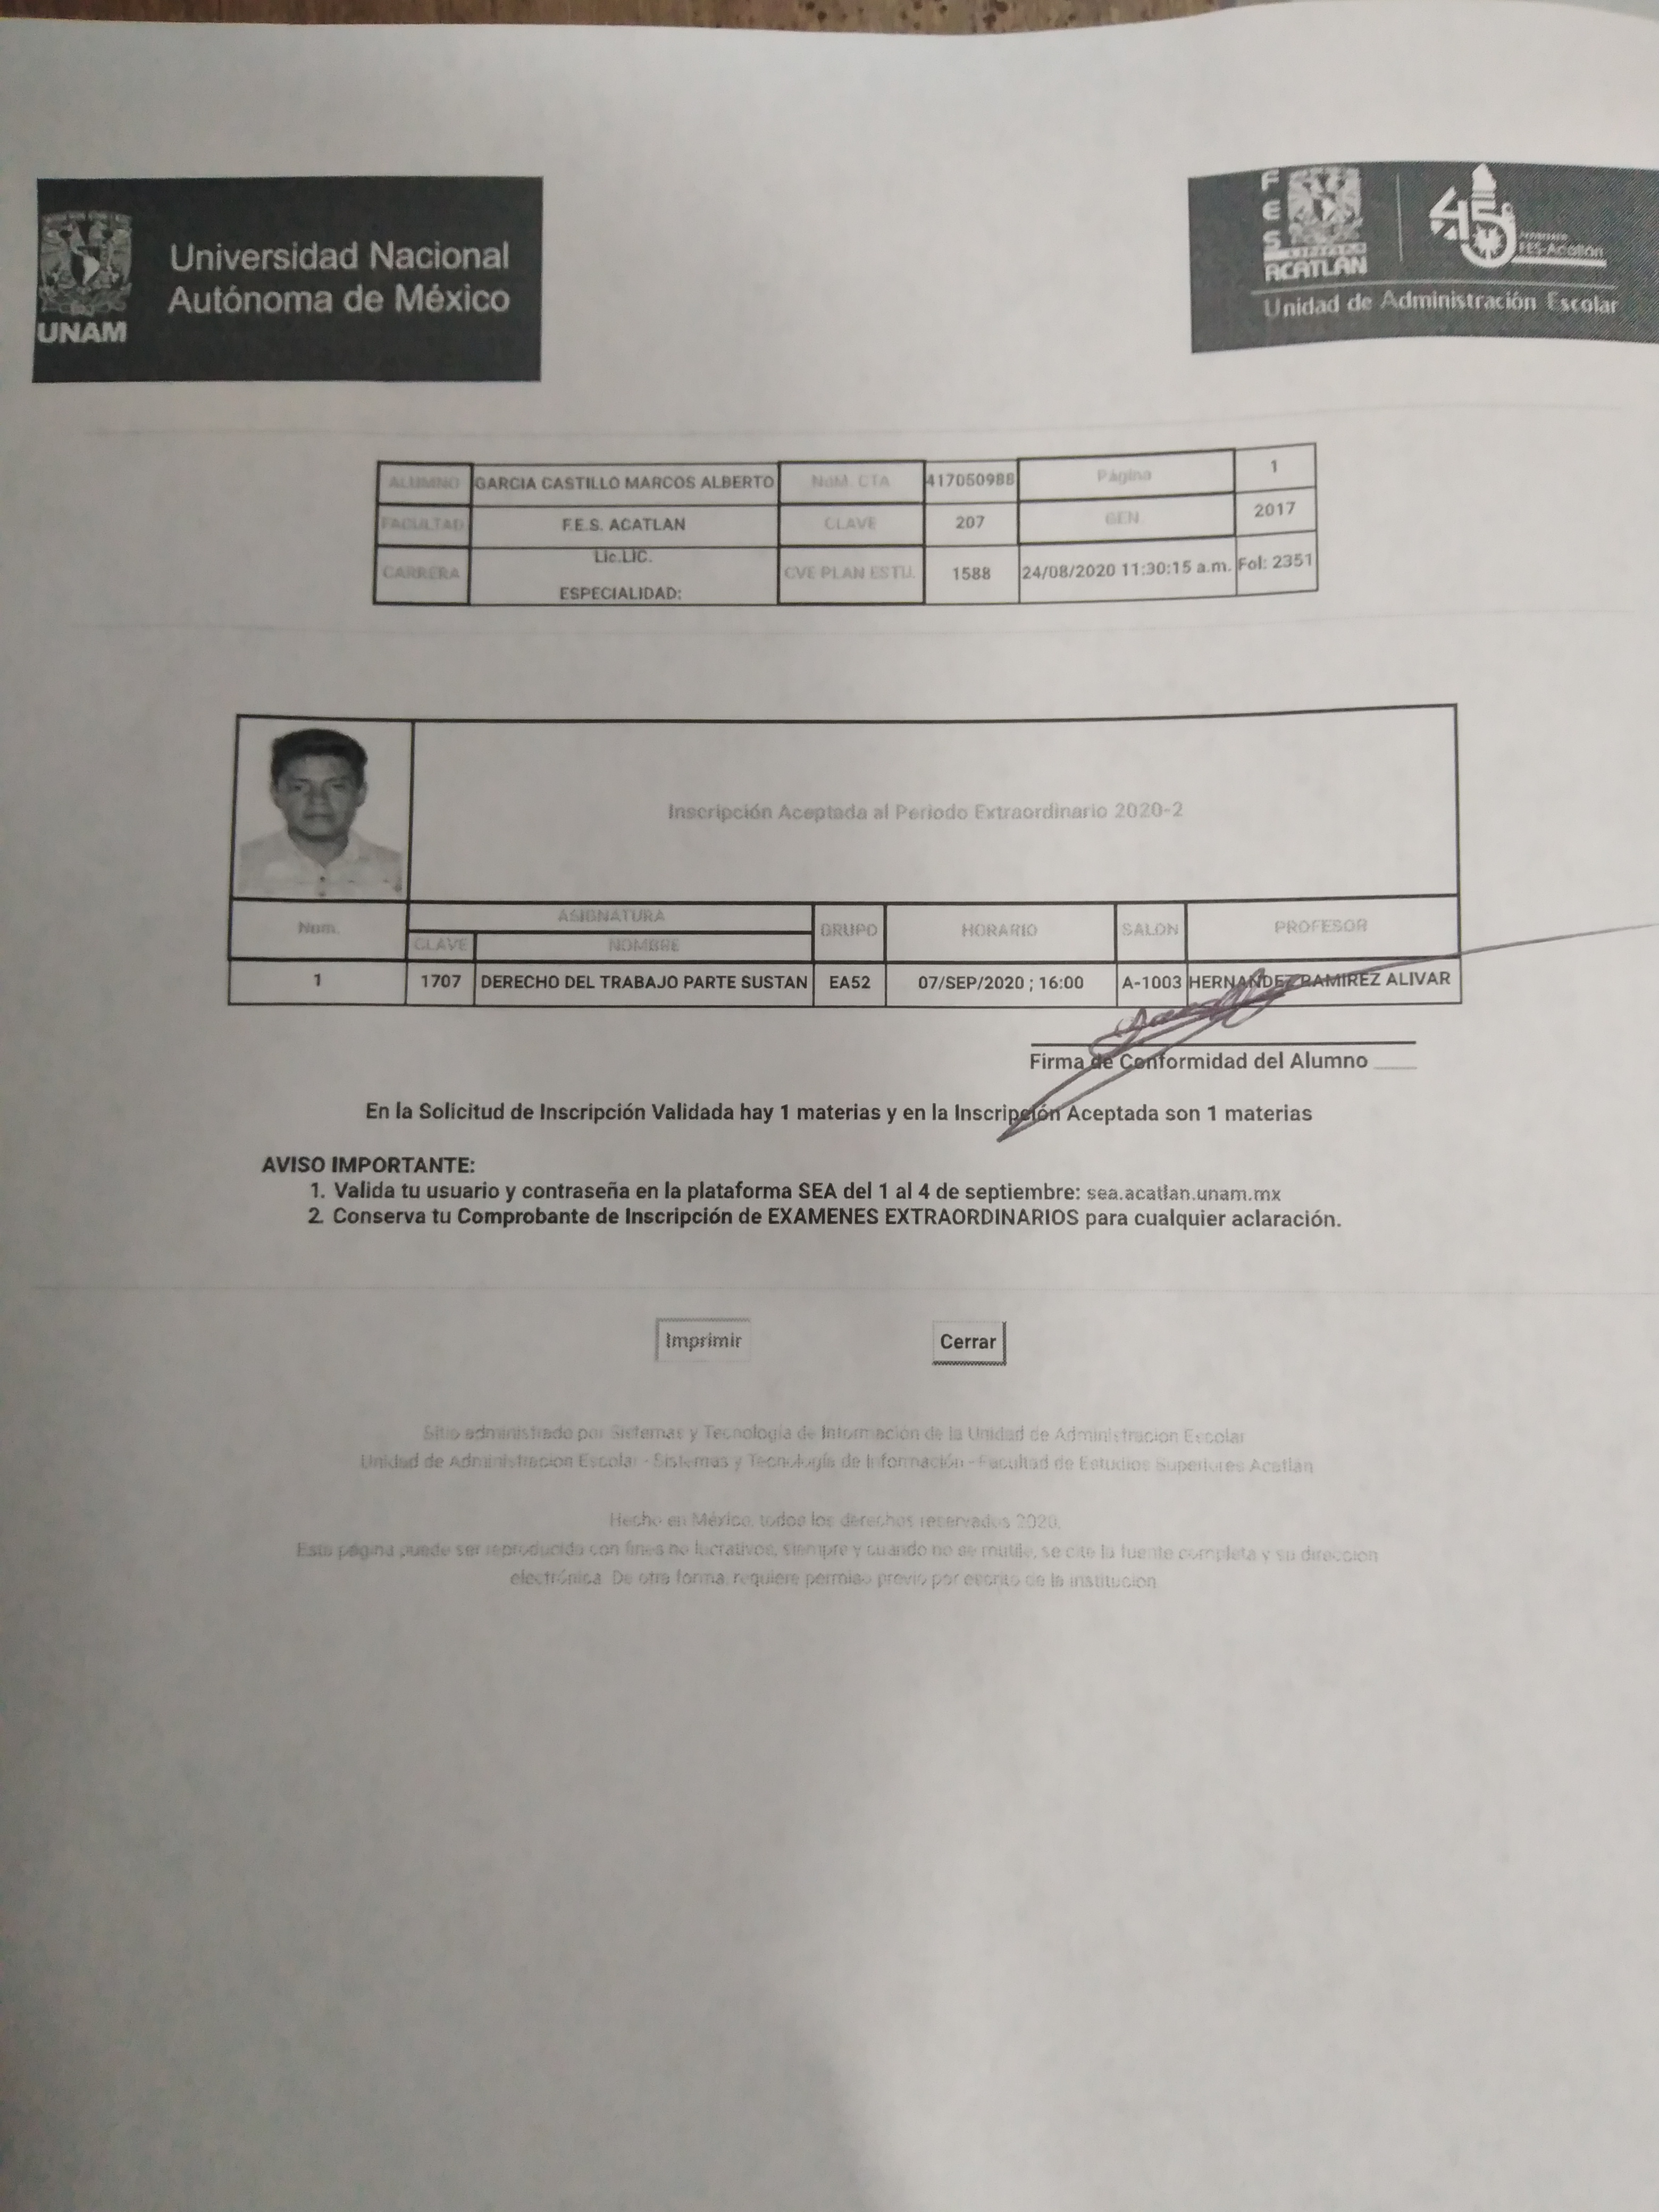 UNAM
Universidad Nacional
Autónoma de México
FES
ACATLÁN
45
FES-Acatlán
Unidad de Administración Escolar
ALUMNO GARCIA CASTILLO MARCOS ALBERTO NúM. CTA 417050988 Página 1
FACULTAD F.E.S. ACATLAN CLAVE 207 GEN. 2017
CARRERA Lic.LIC. ESPECIALIDAD: CVE PLAN ESTU. 1588 24/08/2020 11:30:15 a.m. Fol: 2351
Inscripción Aceptada al Periodo Extraordinario 2020-2
Num. ASIGNATURA GRUPO HORARIO SALON PROFESOR
CLAVE NOMBRE
1 1707 DERECHO DEL TRABAJO PARTE SUSTAN EA52 07/SEP/2020 ; 16:00 A-1003 HERNANDEZ RAMIREZ ALIVAR
Firma de Conformidad del Alumno
En la Solicitud de Inscripción Validada hay 1 materias y en la Inscripción Aceptada son 1 materias
AVISO IMPORTANTE:
1. Valida tu usuario y contraseña en la plataforma SEA del 1 al 4 de septiembre: sea.acatlan.unam.mx
2. Conserva tu Comprobante de Inscripción de EXAMENES EXTRAORDINARIOS para cualquier aclaración.
Imprimir Cerrar
Sitio administrado por Sistemas y Tecnología de Información de la Unidad de Administracion Escolar
Unidad de Administracion Escolar - Sistemas y Tecnología de Información - Facultad de Estudios Superiores Acatlán
Hecho en México, todos los derechos reservados 2020.
Esta página puede ser reproducida con fines no lucrativos, siempre y cuando no se mutile, se cite la fuente completa y su dirección
electrónica. De otra forma, requiere permiso previo por escrito de la institución.